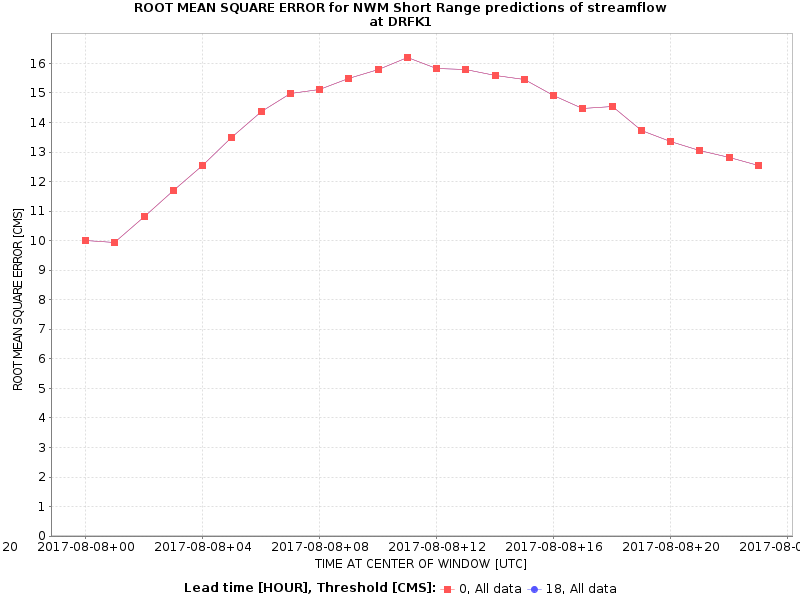 ROOT MEAN SQUARE ERROR for NWM Short Range predictions of streamflow
at DRFK1
ROOT MEAN SQUARE ERROR [CMS]
16
15
14
13
12
11
10
9
8
7
6
5
4
3
2
1
0
20 2017-08-08+00 2017-08-08+04 2017-08-08+08 2017-08-08+12 2017-08-08+16 2017-08-08+20 2017-08-0
TIME AT CENTER OF WINDOW [UTC]
Lead time [HOUR], Threshold [CMS]: 0, All data 18, All data